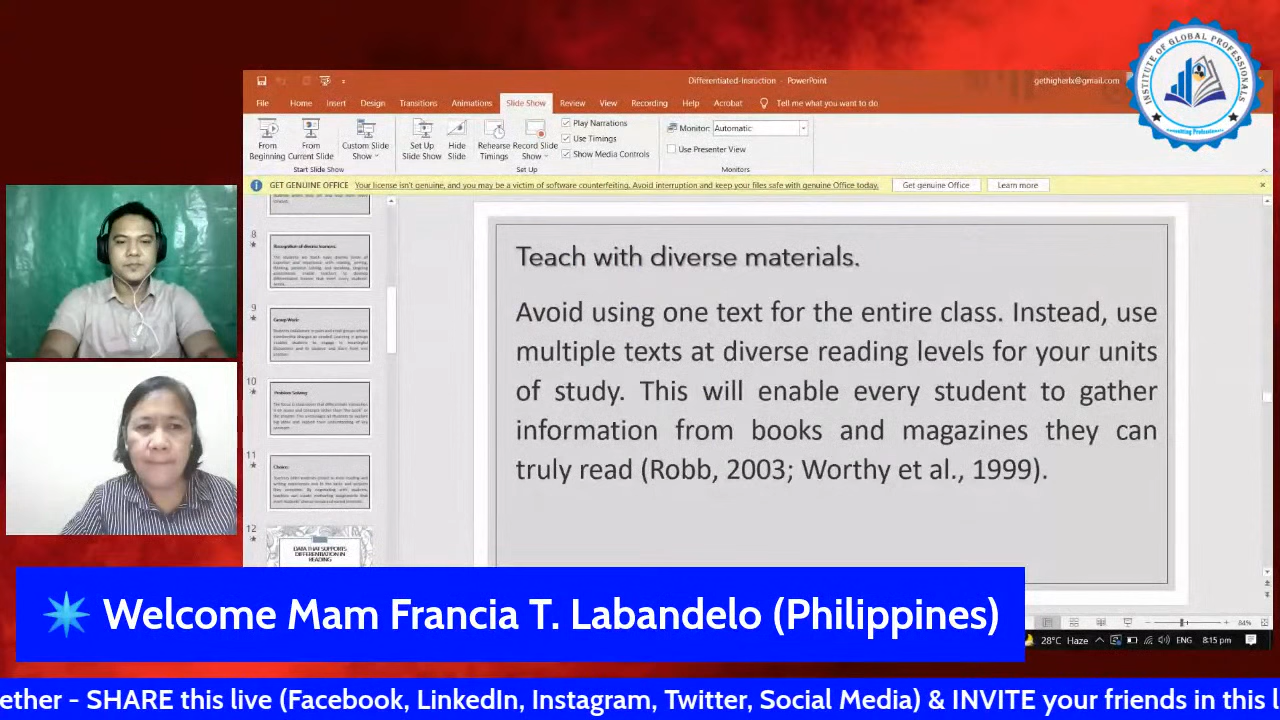 Differentiated-Insruction - PowerPoint
gethigherlx@gmail.com
INSTITUTE OF GLOBAL PROFESSIONALS
File Home Insert Design Transitions Animations Slide Show Review View Recording Help Acrobat Tell me what you want to do
From Beginning
From Current Slide
Custom Slide Show
Set Up Slide Show
Hide Slide
Rehearse Timings
Record Slide Show
Play Narrations
Use Timings
Show Media Controls
Monitor: Automatic
Use Presenter View
Start Slide Show
Set Up
Monitors
GET GENUINE OFFICE Your license isn't genuine, and you may be a victim of software counterfeiting. Avoid interruption and keep your files safe with genuine Office today. Get genuine Office Learn more
8
Recognition of diverse learners:
9
Group Work:
10
Problem Solving:
11
Choice:
12
DATA THAT SUPPORTS
DIFFERENTIATION IN
READING
Teach with diverse materials.
Avoid using one text for the entire class. Instead, use
multiple texts at diverse reading levels for your units
of study. This will enable every student to gather
information from books and magazines they can
truly read (Robb, 2003; Worthy et al., 1999).
Welcome Mam Francia T. Labandelo (Philippines)
84%
28°C Haze ENG 8:15 pm
ether - SHARE this live (Facebook, LinkedIn, Instagram, Twitter, Social Media) & INVITE your friends in this l